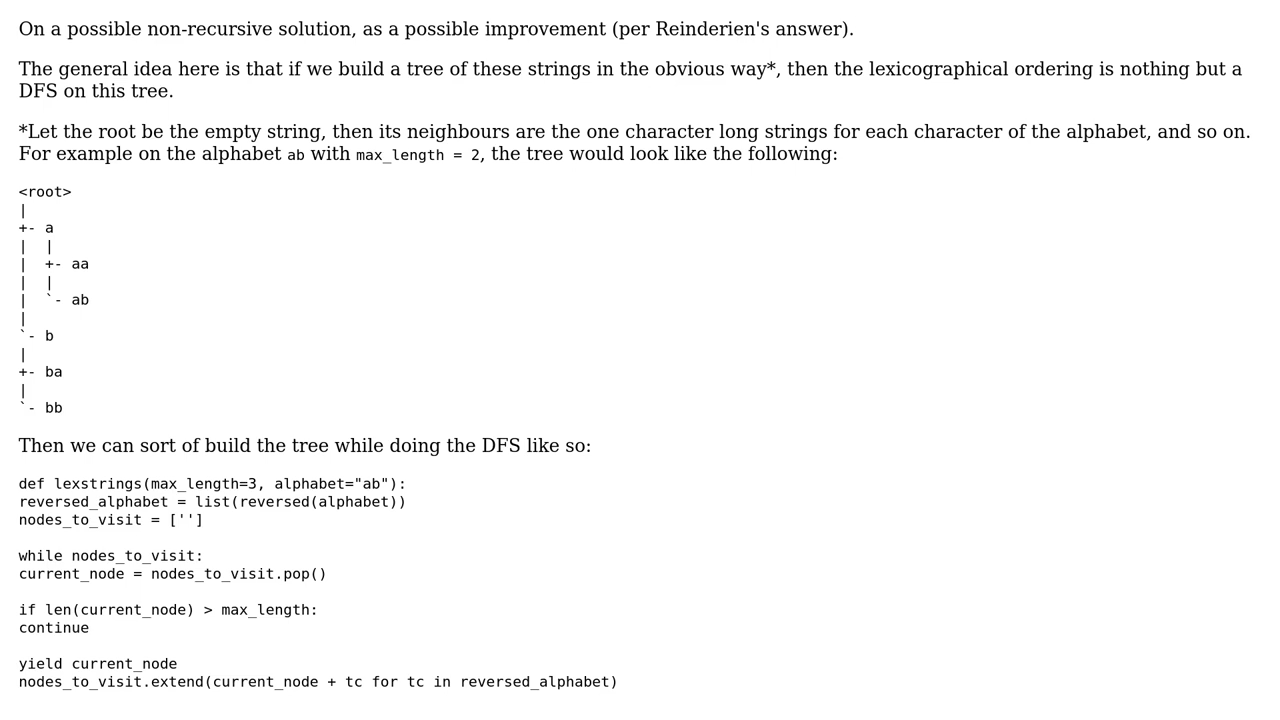 On a possible non-recursive solution, as a possible improvement (per Reinderien's answer).
The general idea here is that if we build a tree of these strings in the obvious way*, then the lexicographical ordering is nothing but a
DFS on this tree.
*Let the root be the empty string, then its neighbours are the one character long strings for each character of the alphabet, and so on.
For example on the alphabet ab with max_length = 2, the tree would look like the following:
<root>
|
+- a
|  |
|  +- aa
|  |
|  `- ab
|
`- b
|
+- ba
|
`- bb
Then we can sort of build the tree while doing the DFS like so:
def lexstrings(max_length=3, alphabet="ab"):
reversed_alphabet = list(reversed(alphabet))
nodes_to_visit = ['']
while nodes_to_visit:
current_node = nodes_to_visit.pop()
if len(current_node) > max_length:
continue
yield current_node
nodes_to_visit.extend(current_node + tc for tc in reversed_alphabet)